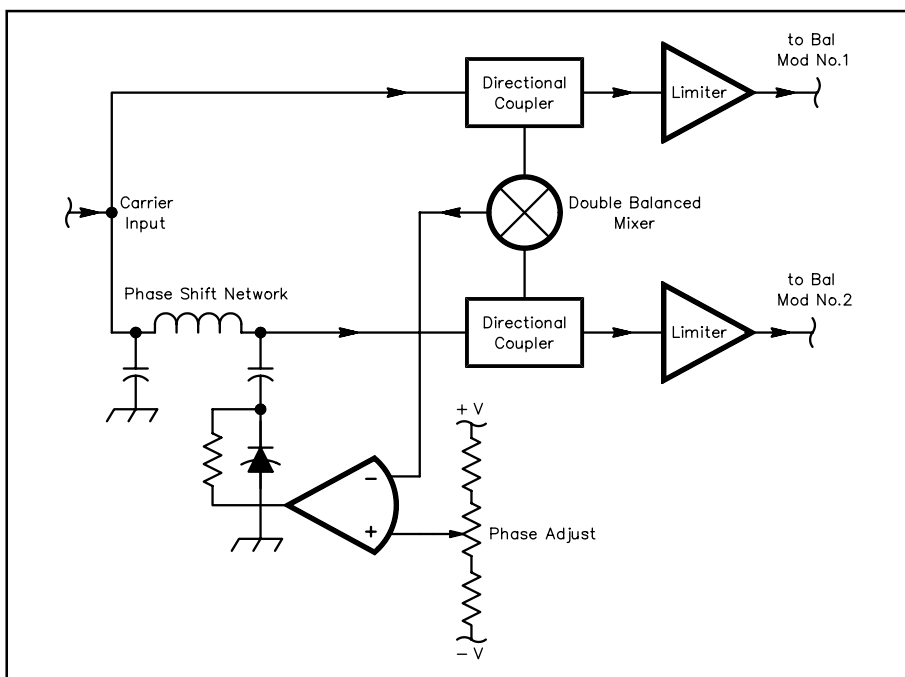 to Bal
Mod No.1
Directional
Coupler
Limiter
Carrier
Input
Double Balanced
Mixer
Phase Shift Network
to Bal
Mod No.2
Directional
Coupler
Limiter
+ V
−
+
Phase Adjust
− V